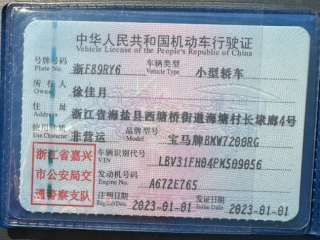 中华人民共和国机动车行驶证
Vehicle License of the People's Republic of China
号牌号码 Plate No. 浙FB9RY6 车辆类型 Vehicle Type 小型轿车
所有人 Owner 徐佳月
住址 浙江省海盐县西塘桥街道海塘村长埭廊4号
使用性质 Use Character 非营运 品牌型号 Model 宝马牌BMW7200RG
浙江省嘉兴
市公安局交
通警察支队
车辆识别代号 VIN LBV31FH04PM509056
发动机号码 Engine No. A672E765
注册日期 Register Date 2023-01-01 发证日期 Issue Date 2023-01-01